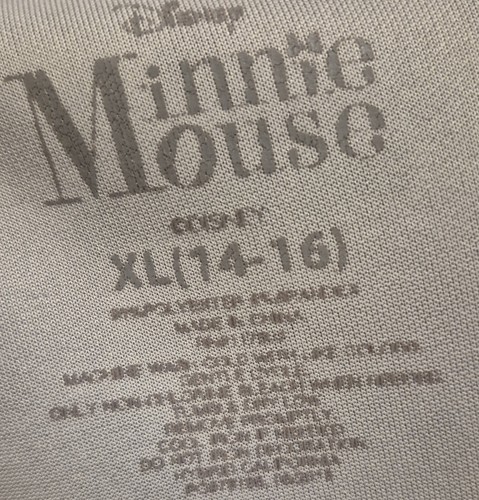 Disney
Minnie
Mouse
©DISNEY
XL(14-16)
MADE IN CHINA
MACHINE WASH COLD WITH LIKE COLORS
GENTLE CYCLE
ONLY NON-CHLORINE BLEACH WHEN NEEDED
TUMBLE DRY LOW
REMOVE PROMPTLY
COOL IRON IF NEEDED
DO NOT IRON DECORATION